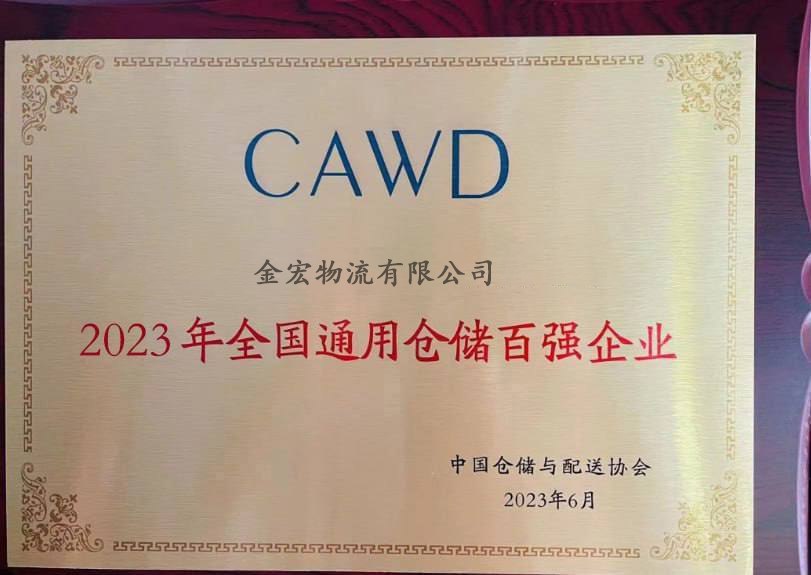 CAWD
金宏物流有限公司
2023年全国通用仓储百强企业
中国仓储与配送协会
2023年6月